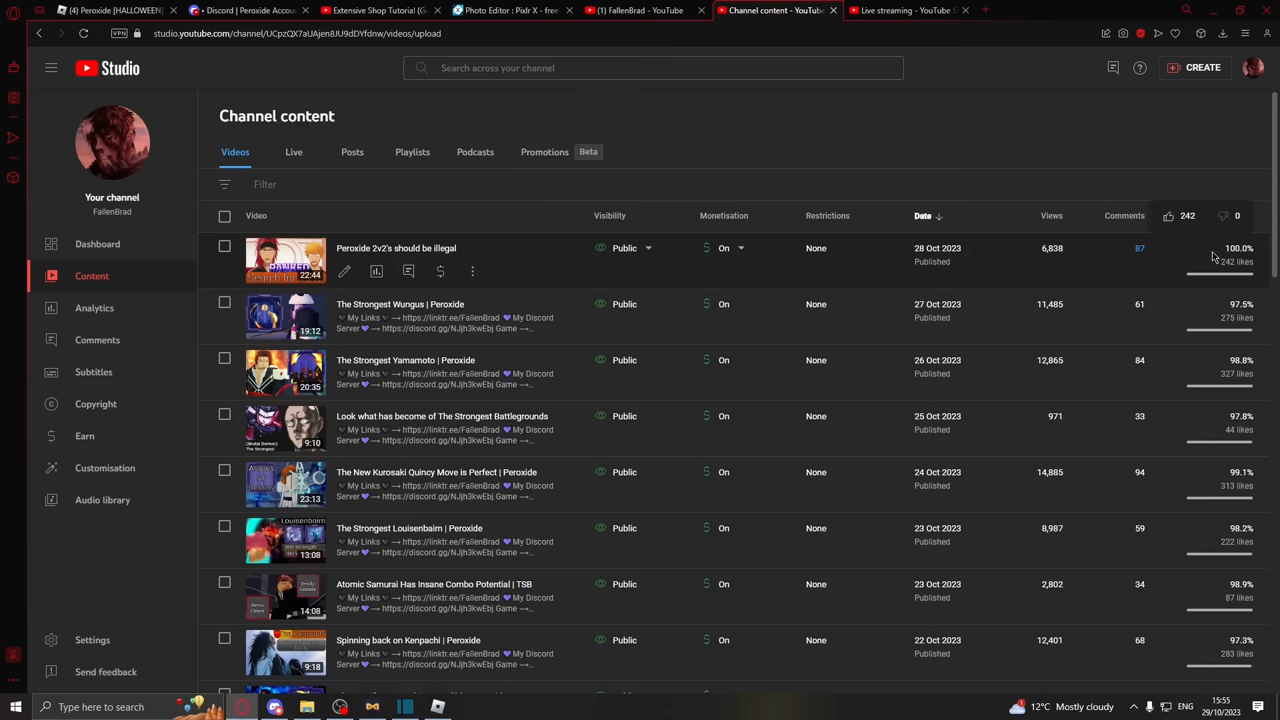 (4) Peroxide [HALLOWEEN]
Discord | Peroxide Accou
Extensive Shop Tutorial (Gu
Photo Editor : Pixlr X - free
(1) FallenBrad - YouTube
Channel content - YouTube
Live streaming - YouTube S
VPN
studio.youtube.com/channel/UCpzQX7aUAjen8JU9dDYfdnw/videos/upload
Studio
Search across your channel
CREATE
Your channel
FallenBrad
Dashboard
Content
Analytics
Comments
Subtitles
Copyright
Earn
Customisation
Audio library
Settings
Send feedback
Channel content
Videos Live Posts Playlists Podcasts Promotions Beta
Filter
Video Visibility Monetisation Restrictions Date Views Comments 242 0
Peroxide 2v2's should be illegal Public On None 28 Oct 2023 6,838 87 100.0%
Published 242 likes
RANKED
Search for
22:44
The Strongest Wungus | Peroxide Public On None 27 Oct 2023 11,485 61 97.5%
My Links → https://linktr.ee/FallenBrad My Discord Published 275 likes
Server → https://discord.gg/NJjh3kwEbj Game →...
19:12
The Strongest Yamamoto | Peroxide Public On None 26 Oct 2023 12,865 84 98.8%
My Links → https://linktr.ee/FallenBrad My Discord Published 327 likes
Server → https://discord.gg/NJjh3kwEbj Game →...
20:35
Look what has become of The Strongest Battlegrounds Public On None 25 Oct 2023 971 33 97.8%
My Links → https://linktr.ee/FallenBrad My Discord Published 44 likes
Server → https://discord.gg/NJjh3kwEbj Game →...
[Brutal Demon]
The Strongest
9:10
The New Kurosaki Quincy Move is Perfect | Peroxide Public On None 24 Oct 2023 14,885 94 99.1%
My Links → https://linktr.ee/FallenBrad My Discord Published 313 likes
Server → https://discord.gg/NJjh3kwEbj Game →...
23:13
The Strongest Louisenbaim | Peroxide Public On None 23 Oct 2023 8,987 59 98.2%
My Links → https://linktr.ee/FallenBrad My Discord Published 222 likes
Server → https://discord.gg/NJjh3kwEbj Game →...
Louisenbairn
13:08
Atomic Samurai Has Insane Combo Potential | TSB Public On None 23 Oct 2023 2,802 34 98.9%
My Links → https://linktr.ee/FallenBrad My Discord Published 87 likes
Server → https://discord.gg/NJjh3kwEbj Game →...
Atomic
14:08
Spinning back on Kenpachi | Peroxide Public On None 22 Oct 2023 12,401 68 97.3%
My Links → https://linktr.ee/FallenBrad My Discord Published 283 likes
Server → https://discord.gg/NJjh3kwEbj Game →...
9:18
Type here to search
12°C Mostly cloudy
ENG
15:55
29/10/2023